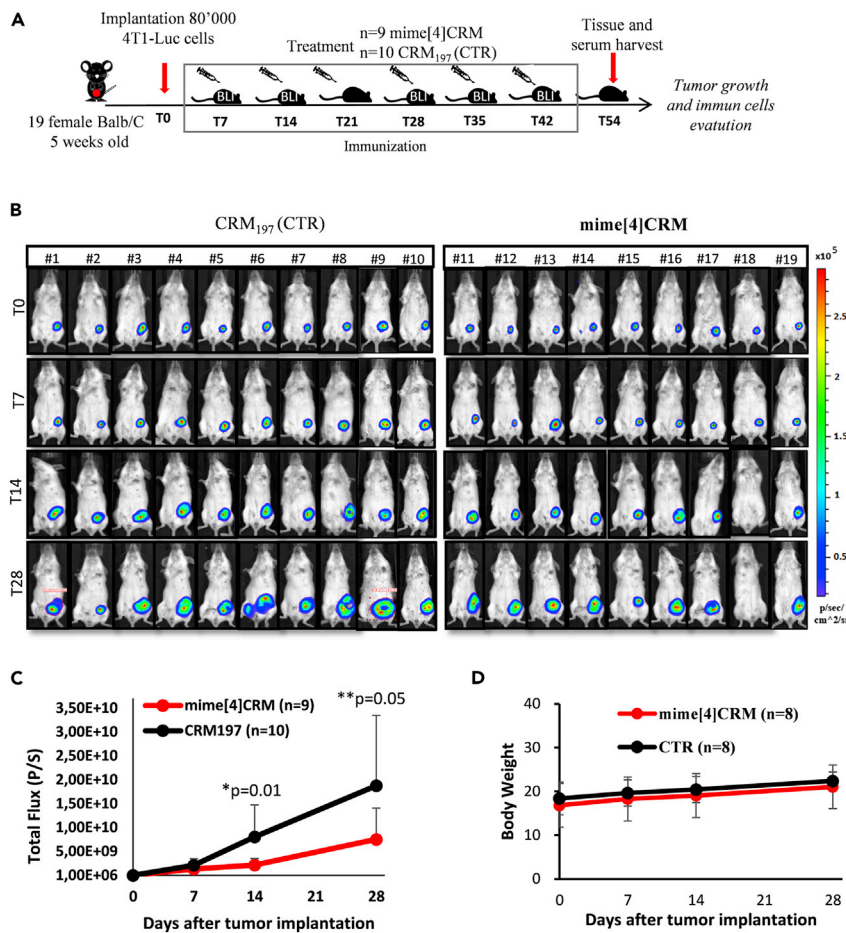 A
Implantation 80'000
4T1-Luc cells
Treatment
n=9 mime[4]CRM
n=10 CRM197 (CTR)
Tissue and
serum harvest
BLI BLI BLI BLI BLI
T0 T7 T14 T21 T28 T35 T42 T54
19 female Balb/C
5 weeks old
Immunization
Tumor growth
and immun cells
evatution
B
CRM197 (CTR)
mime[4]CRM
#1 #2 #3 #4 #5 #6 #7 #8 #9 #10
#11 #12 #13 #14 #15 #16 #17 #18 #19
T0
T7
T14
T28
x10^5
3
2.5
2
1.5
1
0.5
p/sec/
cm^2/sr
C
mime[4]CRM (n=9)
CRM197 (n=10)
**p=0.05
*p=0.01
Total Flux (P/S)
3,50E+10
3,00E+10
2,50E+10
2,00E+10
1,50E+10
1,00E+10
5,00E+09
1,00E+06
0 7 14 21 28
Days after tumor implantation
D
mime[4]CRM (n=8)
CTR (n=8)
Body Weight
40
30
20
10
0
0 7 14 21 28
Days after tumor implantation